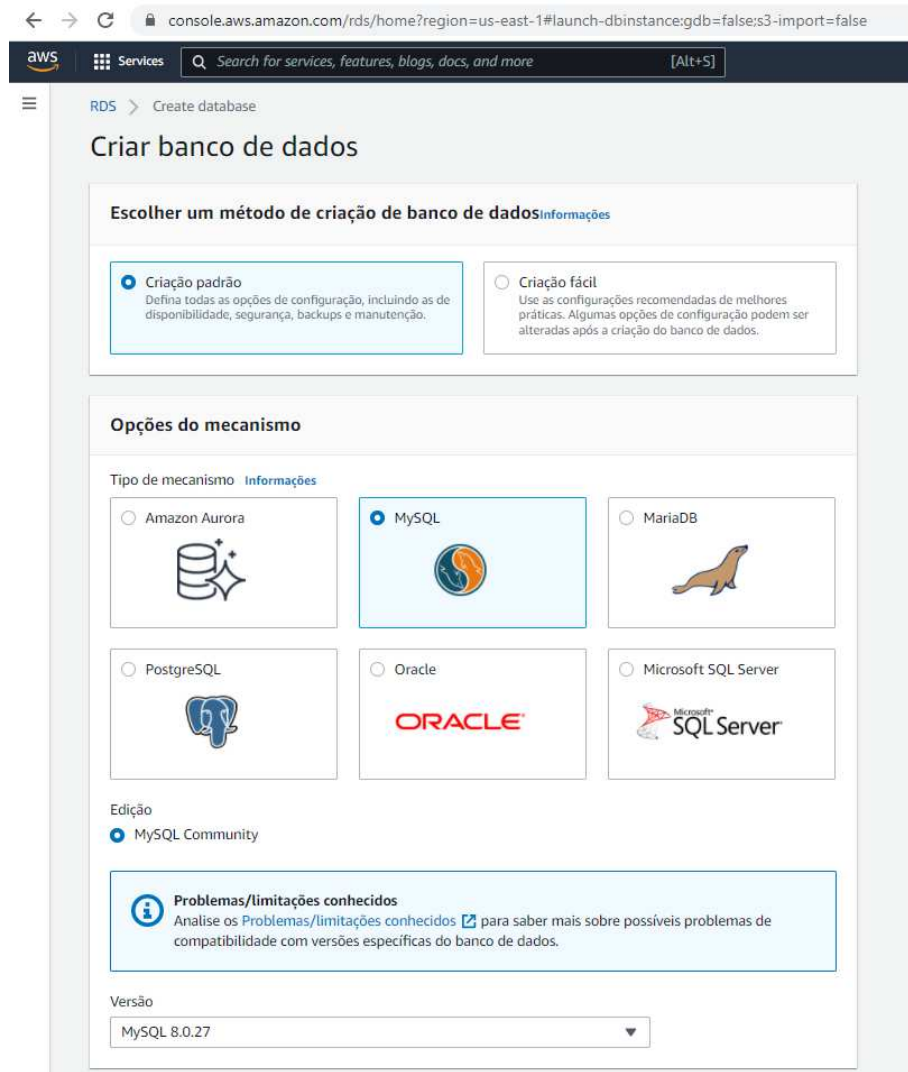 console.aws.amazon.com/rds/home?region=us-east-1#launch-dbinstance:gdb=false;s3-import=false
aws
Services
Search for services, features, blogs, docs, and more
[Alt+S]
RDS > Create database
Criar banco de dados
Escolher um método de criação de banco de dadosInformações
Criação padrão
Defina todas as opções de configuração, incluindo as de
disponibilidade, segurança, backups e manutenção.
Criação fácil
Use as configurações recomendadas de melhores
práticas. Algumas opções de configuração podem ser
alteradas após a criação do banco de dados.
Opções do mecanismo
Tipo de mecanismo Informações
Amazon Aurora
MySQL
MariaDB
PostgreSQL
Oracle
ORACLE
Microsoft SQL Server
Microsoft
SQL Server
Edição
MySQL Community
Problemas/limitações conhecidos
Analise os Problemas/limitações conhecidos para saber mais sobre possíveis problemas de
compatibilidade com versões específicas do banco de dados.
Versão
MySQL 8.0.27